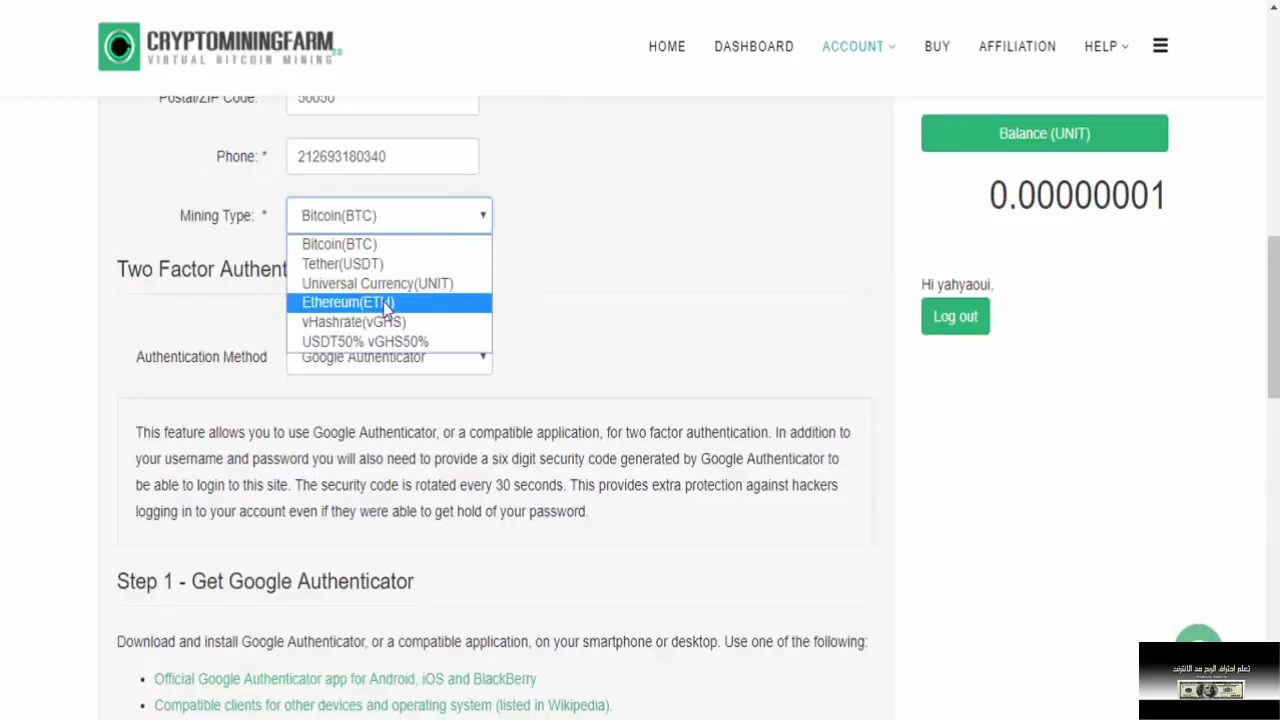 CRYPTOMININGFARM
VIRTUAL BITCOIN MINING
HOME DASHBOARD ACCOUNT BUY AFFILIATION HELP
Postal/ZIP Code: 50050
Phone: * 212693180340
Mining Type: * Bitcoin(BTC)
Bitcoin(BTC)
Tether(USDT)
Universal Currency(UNIT)
Ethereum(ETH)
vHashrate(vGHS)
USDT50% vGHS50%
Two Factor Authent
Authentication Method Google Authenticator
This feature allows you to use Google Authenticator, or a compatible application, for two factor authentication. In addition to
your username and password you will also need to provide a six digit security code generated by Google Authenticator to
be able to login to this site. The security code is rotated every 30 seconds. This provides extra protection against hackers
logging in to your account even if they were able to get hold of your password.
Step 1 - Get Google Authenticator
Download and install Google Authenticator, or a compatible application, on your smartphone or desktop. Use one of the following:
• Official Google Authenticator app for Android, iOS and BlackBerry
• Compatible clients for other devices and operating system (listed in Wikipedia).
Balance (UNIT)
0.00000001
Hi yahyaoui,
Log out
تعلم احتراف الربح من الانترنت